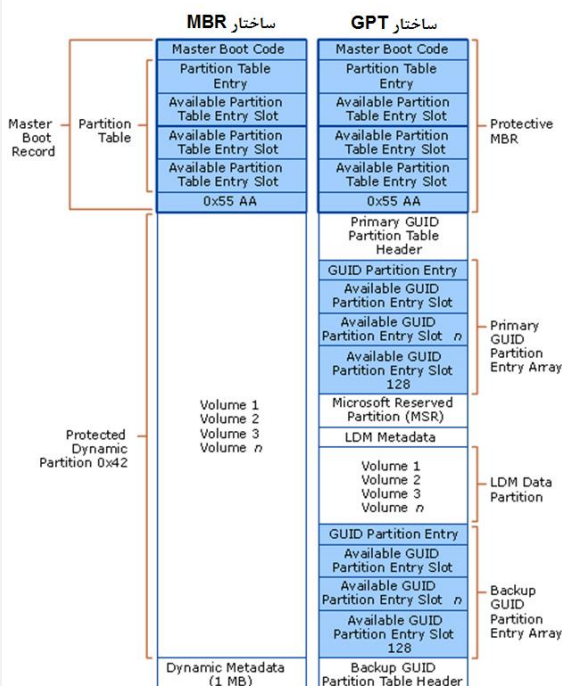 ساختار MBR
ساختار GPT
Master Boot Code
Partition Table
Entry
Available Partition
Table Entry Slot
Available Partition
Table Entry Slot
Available Partition
Table Entry Slot
0x55 AA
Master
Boot
Record
Partition
Table
Volume 1
Volume 2
Volume 3
Volume n
Protected
Dynamic
Partition 0x42
Dynamic Metadata
(1 MB)
Master Boot Code
Partition Table
Entry
Available Partition
Table Entry Slot
Available Partition
Table Entry Slot
Available Partition
Table Entry Slot
0x55 AA
Protective
MBR
Primary GUID
Partition Table
Header
GUID Partition Entry
Available GUID
Partition Entry Slot
Available GUID
Partition Entry Slot n
Available GUID
Partition Entry Slot
128
Primary
GUID
Partition
Entry Array
Microsoft Reserved
Partition (MSR)
LDM Metadata
Volume 1
Volume 2
Volume 3
Volume n
LDM Data
Partition
GUID Partition Entry
Available GUID
Partition Entry Slot
Available GUID
Partition Entry Slot n
Available GUID
Partition Entry Slot
128
Backup
GUID
Partition
Entry Array
Backup GUID
Partition Table Header